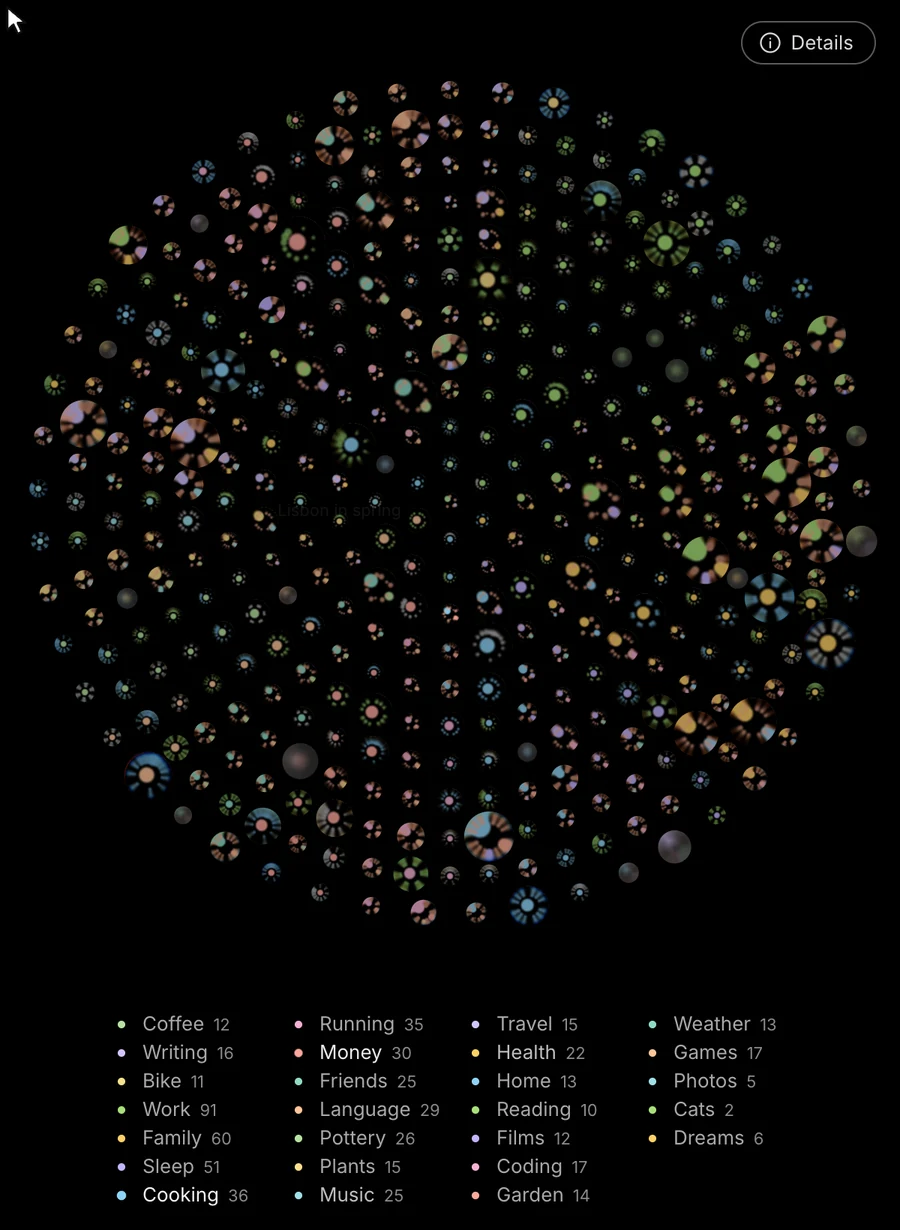 Details
Lisbon in spring
Coffee 12
Writing 16
Bike 11
Work 91
Family 60
Sleep 51
Cooking 36
Running 35
Money 30
Friends 25
Language 29
Pottery 26
Plants 15
Music 25
Travel 15
Health 22
Home 13
Reading 10
Films 12
Coding 17
Garden 14
Weather 13
Games 17
Photos 5
Cats 2
Dreams 6